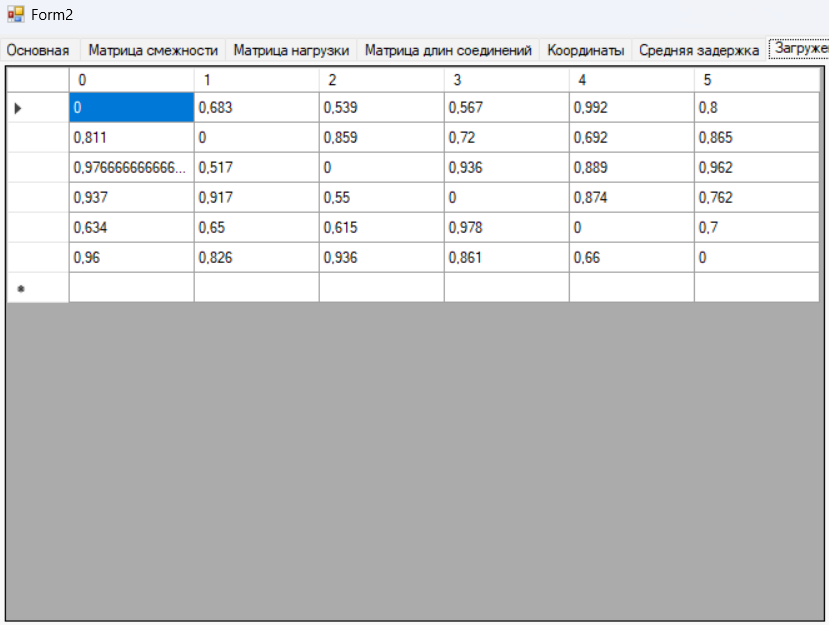 Form2
Основная Матрица смежности Матрица нагрузки Матрица длин соединений Координаты Средняя задержка Загруже
0 1 2 3 4 5
0 0,683 0,539 0,567 0,992 0,8
0,811 0 0,859 0,72 0,692 0,865
0,976666666666... 0,517 0 0,936 0,889 0,962
0,937 0,917 0,55 0 0,874 0,762
0,634 0,65 0,615 0,978 0 0,7
0,96 0,826 0,936 0,861 0,66 0